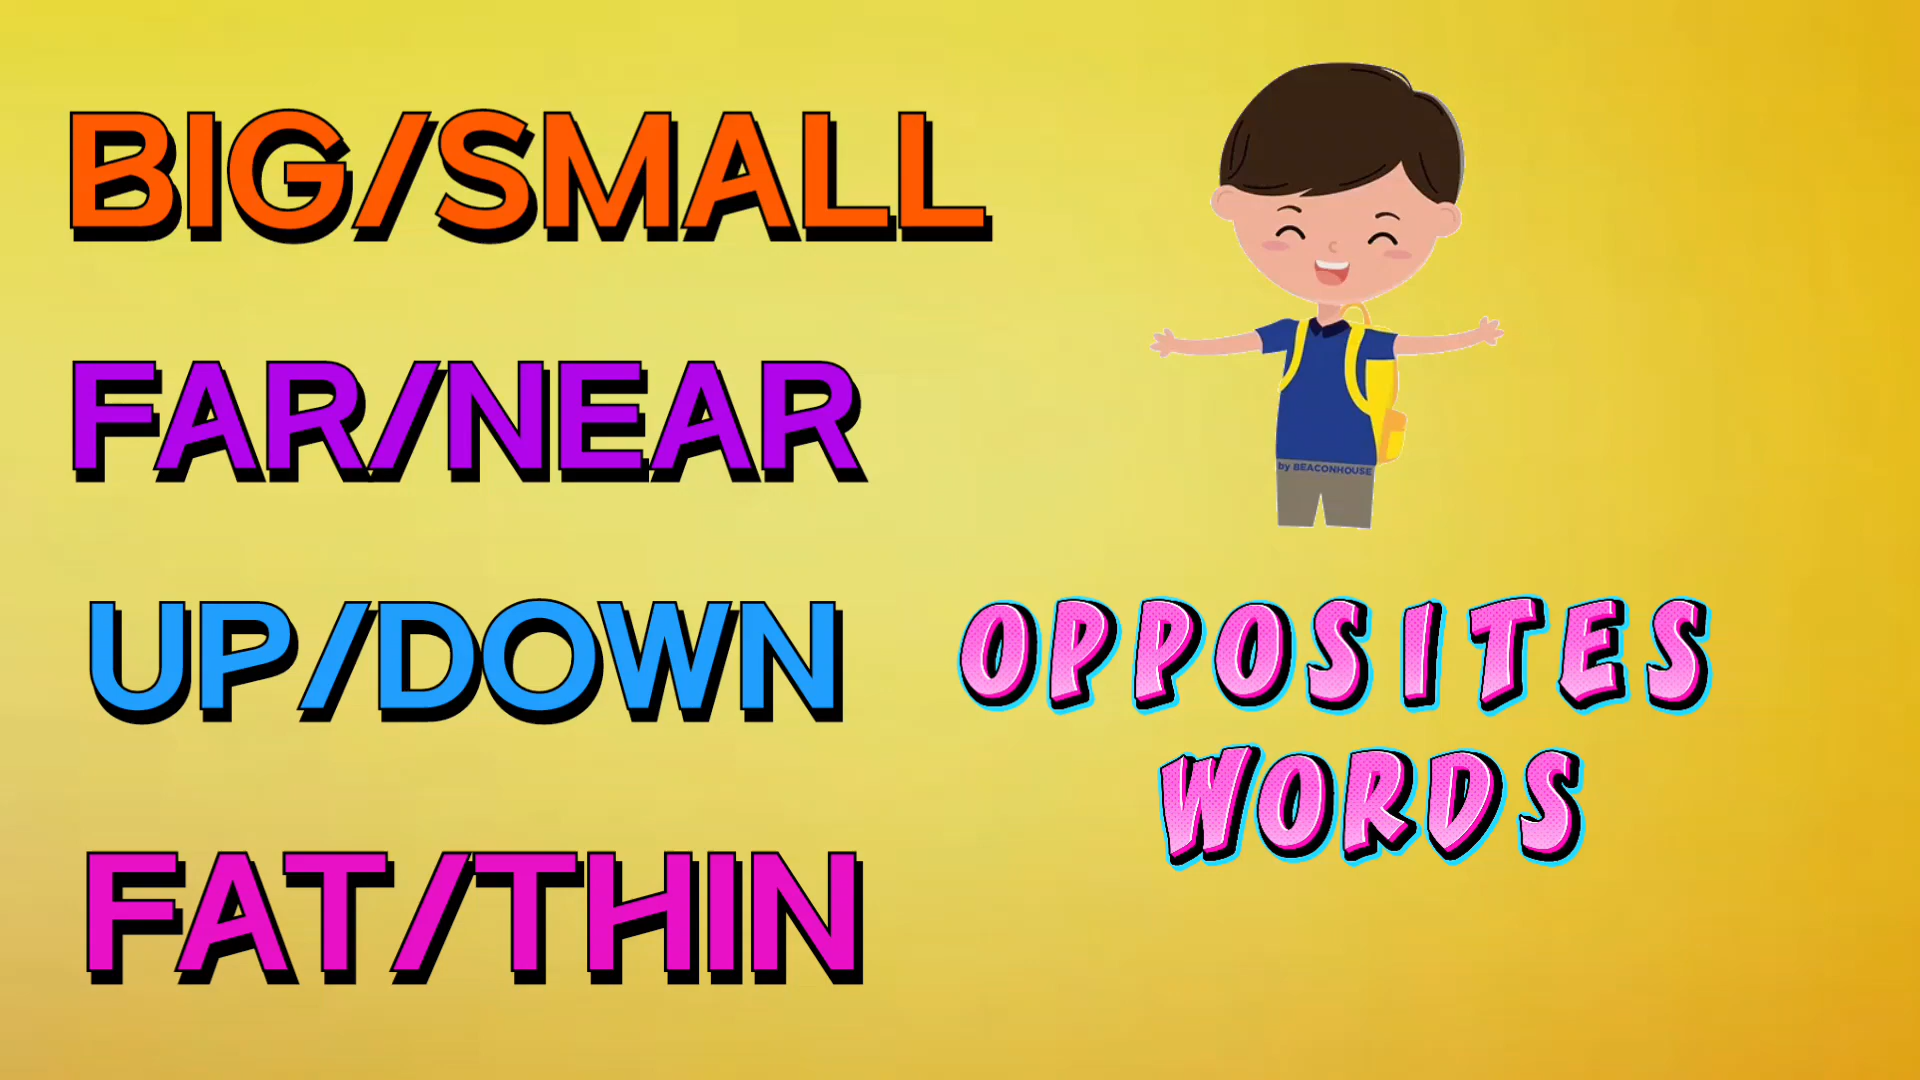 BIG/SMALL
FAR/NEAR
UP/DOWN
FAT/THIN
by BEACONHOUSE
OPPOSITES
WORDS